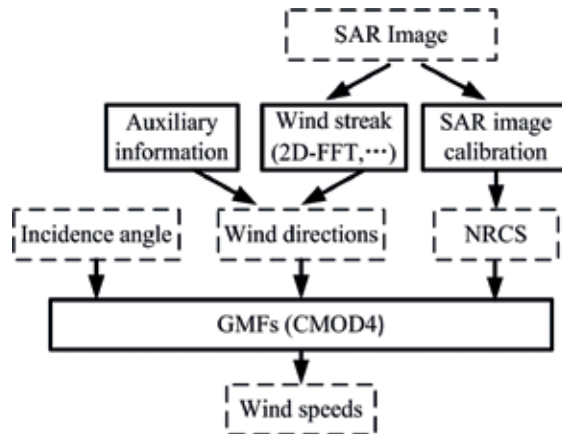 SAR Image
Auxiliary
information
Wind streak
(2D-FFT,···)
SAR image
calibration
Incidence angle
Wind directions
NRCS
GMFs (CMOD4)
Wind speeds